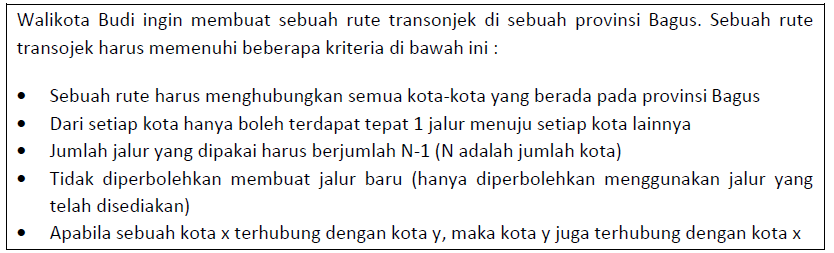 Walikota Budi ingin membuat sebuah rute transonjek di sebuah provinsi Bagus. Sebuah rute
transojek harus memenuhi beberapa kriteria di bawah ini :
• Sebuah rute harus menghubungkan semua kota-kota yang berada pada provinsi Bagus
• Dari setiap kota hanya boleh terdapat tepat 1 jalur menuju setiap kota lainnya
• Jumlah jalur yang dipakai harus berjumlah N-1 (N adalah jumlah kota)
• Tidak diperbolehkan membuat jalur baru (hanya diperbolehkan menggunakan jalur yang
telah disediakan)
• Apabila sebuah kota x terhubung dengan kota y, maka kota y juga terhubung dengan kota x